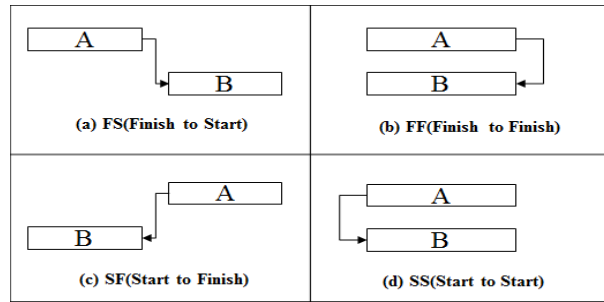 A
B
(a) FS(Finish to Start)
A
B
(b) FF(Finish to Finish)
A
B
(c) SF(Start to Finish)
A
B
(d) SS(Start to Start)